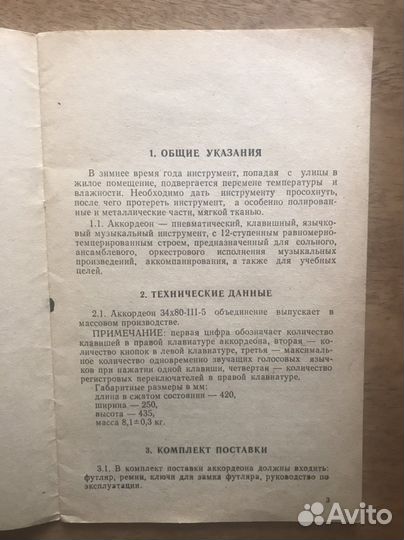 1. ОБЩИЕ УКАЗАНИЯ
В зимнее время года инструмент, попадая с улицы в
жилое помещение, подвергается перемене температуры и
влажности. Необходимо дать инструменту просохнуть,
после чего протереть инструмент, а особенно полирован-
ные и металлические части, мягкой тканью.
1.1. Аккордеон — пневматический, клавишный, язычко-
вый музыкальный инструмент, с 12-ступенным равномерно-
темперированным строем, предназначенный для сольного,
ансамблевого, оркестрового исполнения музыкальных
произведений, аккомпанирования, а также для учебных
целей.
2. ТЕХНИЧЕСКИЕ ДАННЫЕ
2.1. Аккордеон 34х80-III-5 объединение выпускает в
массовом производстве.
ПРИМЕЧАНИЕ: первая цифра обозначает количество
клавишей в правой клавиатуре аккордеона, вторая — ко-
личество кнопок в левой клавиатуре, третья — максималь-
ное количество одновременно звучащих голосовых языч-
ков при нажатии одной клавиши, четвертая — количество
регистровых переключателей в правой клавиатуре.
Габаритные размеры в мм:
длина в сжатом состоянии — 420,
ширина — 250,
высота — 435,
масса 8,1±0,3 кг.
3. КОМПЛЕКТ ПОСТАВКИ
3.1. В комплект поставки аккордеона должны входить:
футляр, ремни, ключи для замка футляра, руководство по
эксплуатации.
3
Avito